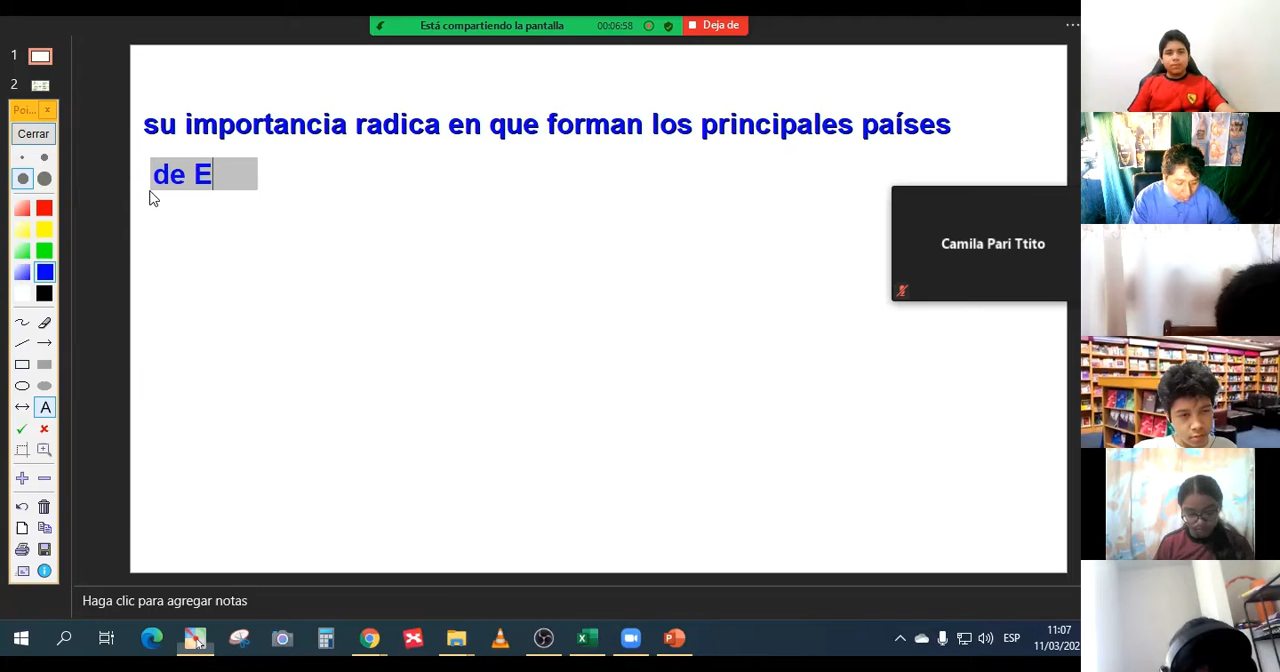 Está compartiendo la pantalla 00:06:58 Deja de
1
2
Poi... x
Cerrar
su importancia radica en que forman los principales países
de E
A
Camila Pari Ttito
Haga clic para agregar notas
ESP
11:07
11/03/202